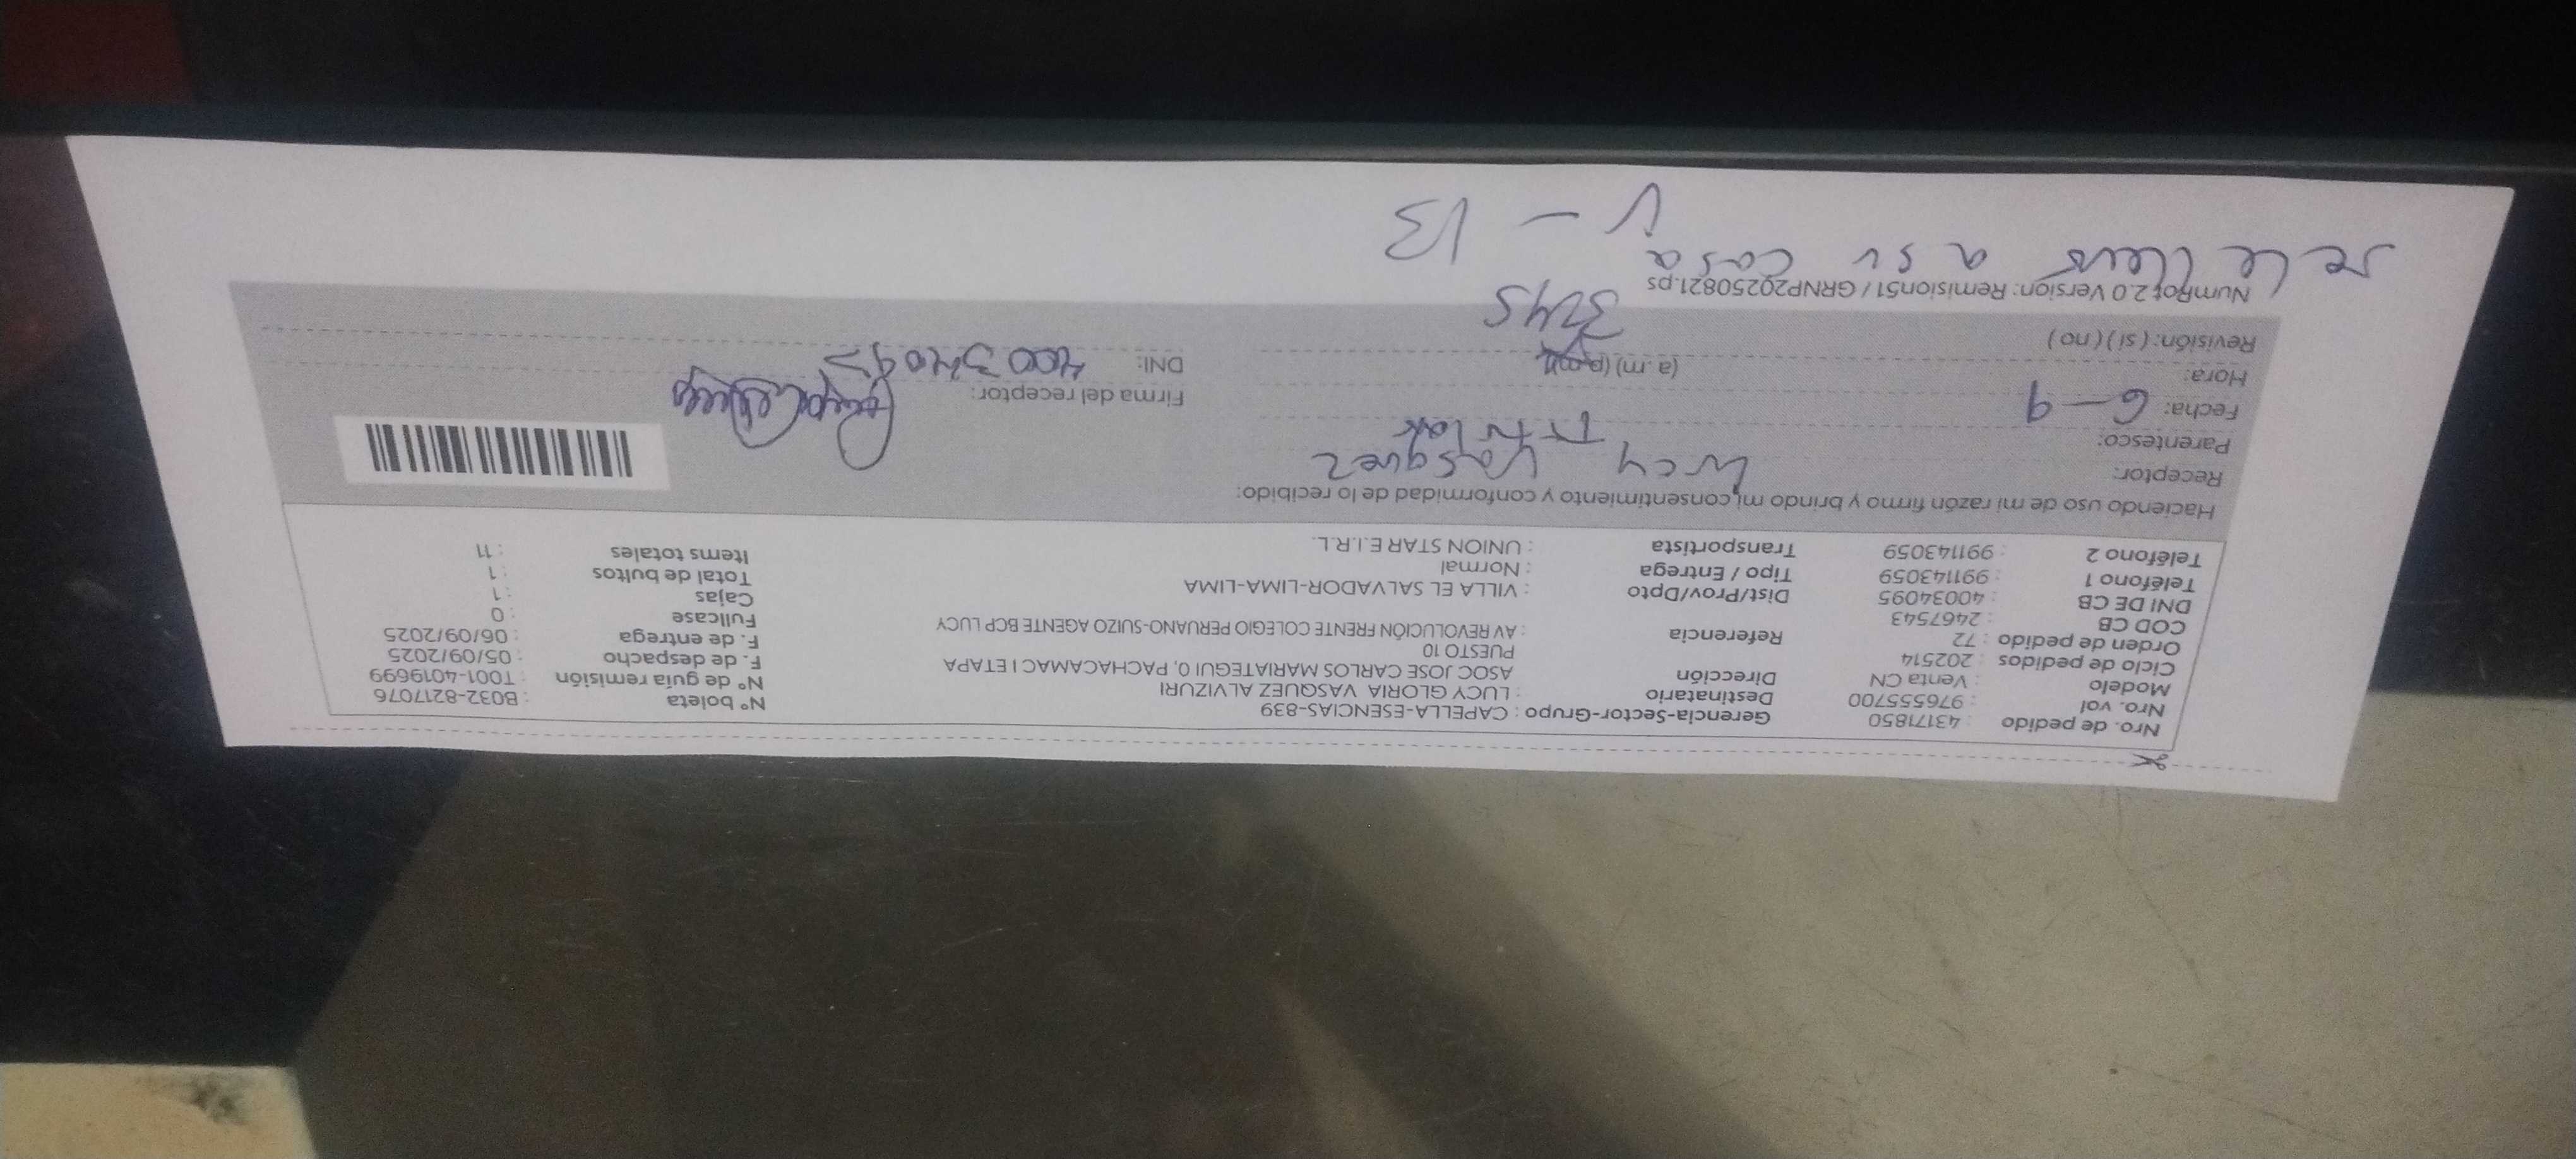 Nro. de pedido : 43171850 Gerencia-Sector-Grupo : CAPELLA-ESENCIAS-839 N° boleta : B032-8217076
Nro. vol : 976555700 Destinatario : LUCY GLORIA VASQUEZ ALVIZURI N° de guía remisión : T001-4019699
Modelo : Venta CN Dirección ASOC JOSE CARLOS MARIATEGUI 0, PACHACAMAC I ETAPA F. de despacho : 05/09/2025
Ciclo de pedidos : 202514 PUESTO 10 F. de entrega : 06/09/2025
Orden de pedido : 72 Referencia : AV REVOLUCIÓN FRENTE COLEGIO PERUANO-SUIZO AGENTE BCP LUCY Fullcase : 0
COD CB : 2467543 Cajas : 1
DNI DE CB : 40034095 Dist/Prov/Dpto : VILLA EL SALVADOR-LIMA-LIMA Total de bultos : 1
Teléfono 1 : 991143059 Tipo / Entrega : Normal Items totales : 11
Teléfono 2 : 991143059 Transportista : UNION STAR E.I.R.L.
Haciendo uso de mi razón firmo y brindo mi consentimiento y conformidad de lo recibido:
Receptor: Lucy Vasquez
Parentesco: Titular
Fecha: 6-9 Firma del receptor:
Hora: (a.m) (p.m) DNI: 40034095
Revisión: ( si ) ( no ) 3:45
NumRot 2.0 Version: Remision51 / GRNP20250821.ps
se le llevo a su casa
V - 13